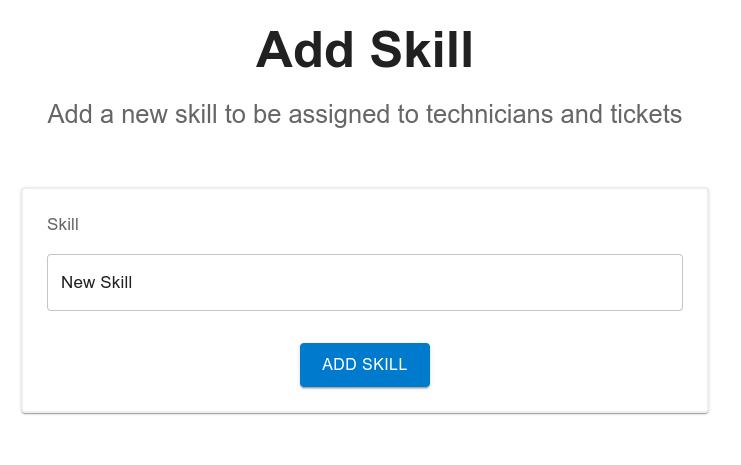 Add Skill
Add a new skill to be assigned to technicians and tickets
Skill
New Skill
ADD SKILL